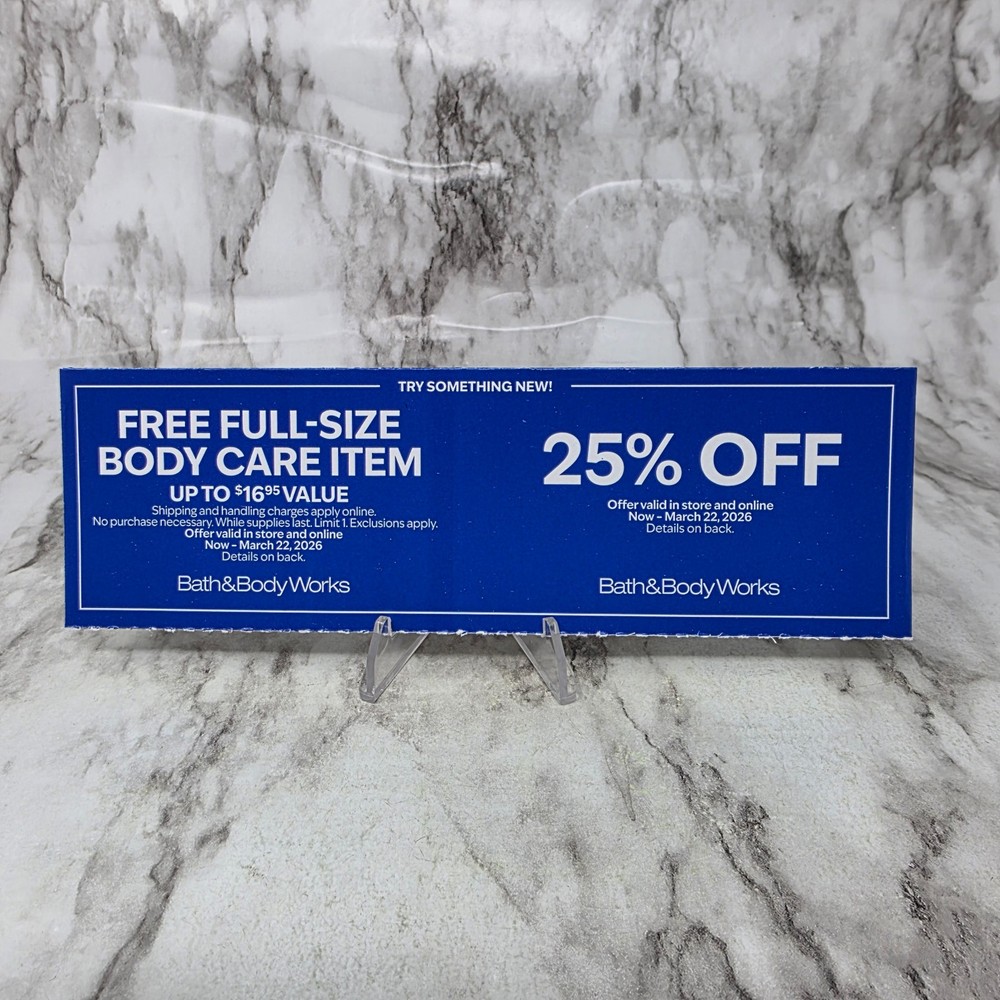 TRY SOMETHING NEW!
FREE FULL-SIZE
BODY CARE ITEM
UP TO $1695 VALUE
Shipping and handling charges apply online.
No purchase necessary. While supplies last. Limit 1. Exclusions apply.
Offer valid in store and online
Now - March 22, 2026
Details on back.
Bath&BodyWorks
25% OFF
Offer valid in store and online
Now - March 22, 2026
Details on back.
Bath&BodyWorks